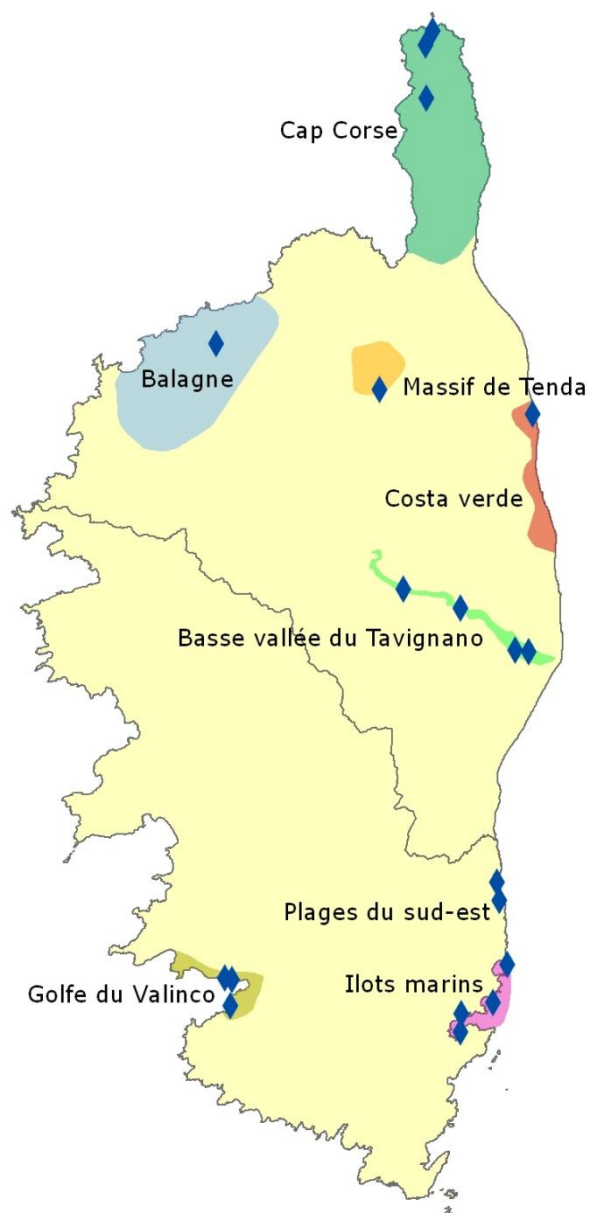 Cap Corse
Balagne
Massif de Tenda
Costa verde
Basse vallée du Tavignano
Plages du sud-est
Ilots marins
Golfe du Valinco